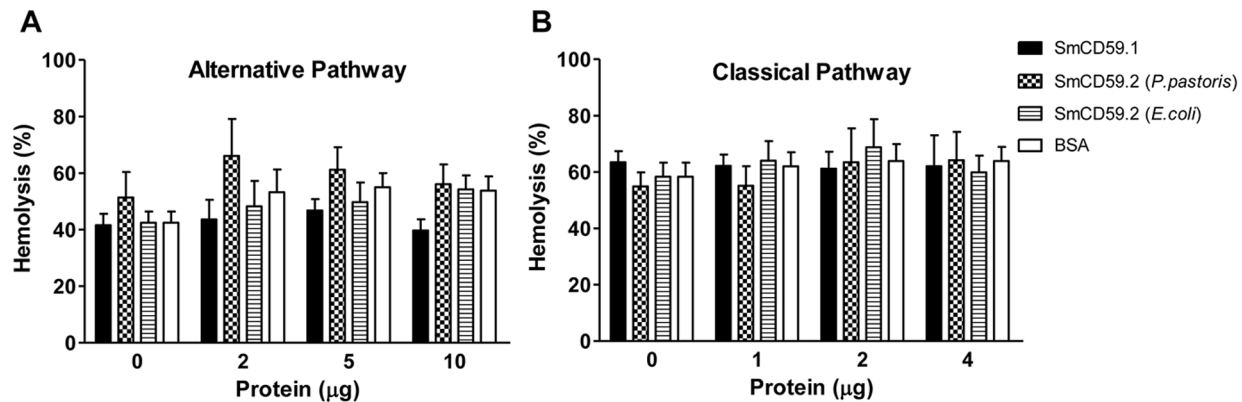 A
Alternative Pathway
Hemolysis (%)
100
80
60
40
20
0
0 2 5 10
Protein (μg)
B
Classical Pathway
Hemolysis (%)
100
80
60
40
20
0
0 1 2 4
Protein (μg)
SmCD59.1
SmCD59.2 (P.pastoris)
SmCD59.2 (E.coli)
BSA